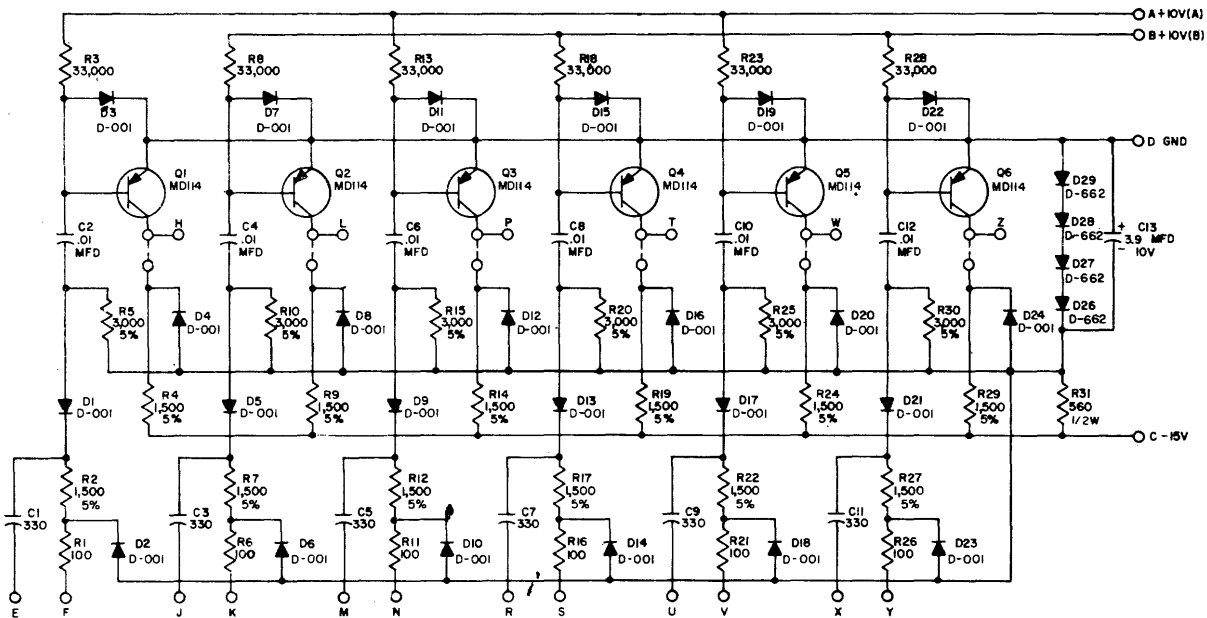 A+10V(A)
B+10V(B)
R3
33,000
R8
33,000
R13
33,000
R18
33,000
R23
33,000
R28
33,000
D3
D-001
D7
D-001
D11
D-001
D15
D-001
D19
D-001
D22
D-001
D GND
Q1
MD114
Q2
MD114
Q3
MD114
Q4
MD114
Q5
MD114
Q6
MD114
D29
D-662
D28
D-662
D27
D-662
D26
D-662
+
C13
3.9 MFD
-
10V
H
L
P
T
W
Z
C2
.01
MFD
C4
.01
MFD
C6
.01
MFD
C8
.01
MFD
C10
.01
MFD
C12
.01
MFD
R5
3,000
5%
D4
D-001
R10
3,000
5%
D8
D-001
R15
3,000
5%
D12
D-001
R20
3,000
5%
D16
D-001
R25
3,000
5%
D20
D-001
R30
3,000
5%
D24
D-001
D1
D-001
R4
1,500
5%
D5
D-001
R9
1,500
5%
D9
D-001
R14
1,500
5%
D13
D-001
R19
1,500
5%
D17
D-001
R24
1,500
5%
D21
D-001
R29
1,500
5%
R31
560
1/2W
C -15V
R2
1,500
5%
R7
1,500
5%
R12
1,500
5%
R17
1,500
5%
R22
1,500
5%
R27
1,500
5%
C1
330
C3
330
C5
330
C7
330
C9
330
C11
330
R1
100
D2
D-001
R6
100
D6
D-001
R11
100
D10
D-001
R16
100
D14
D-001
R21
100
D18
D-001
R26
100
D23
D-001
E
F
J
K
M
N
R
S
U
V
X
Y